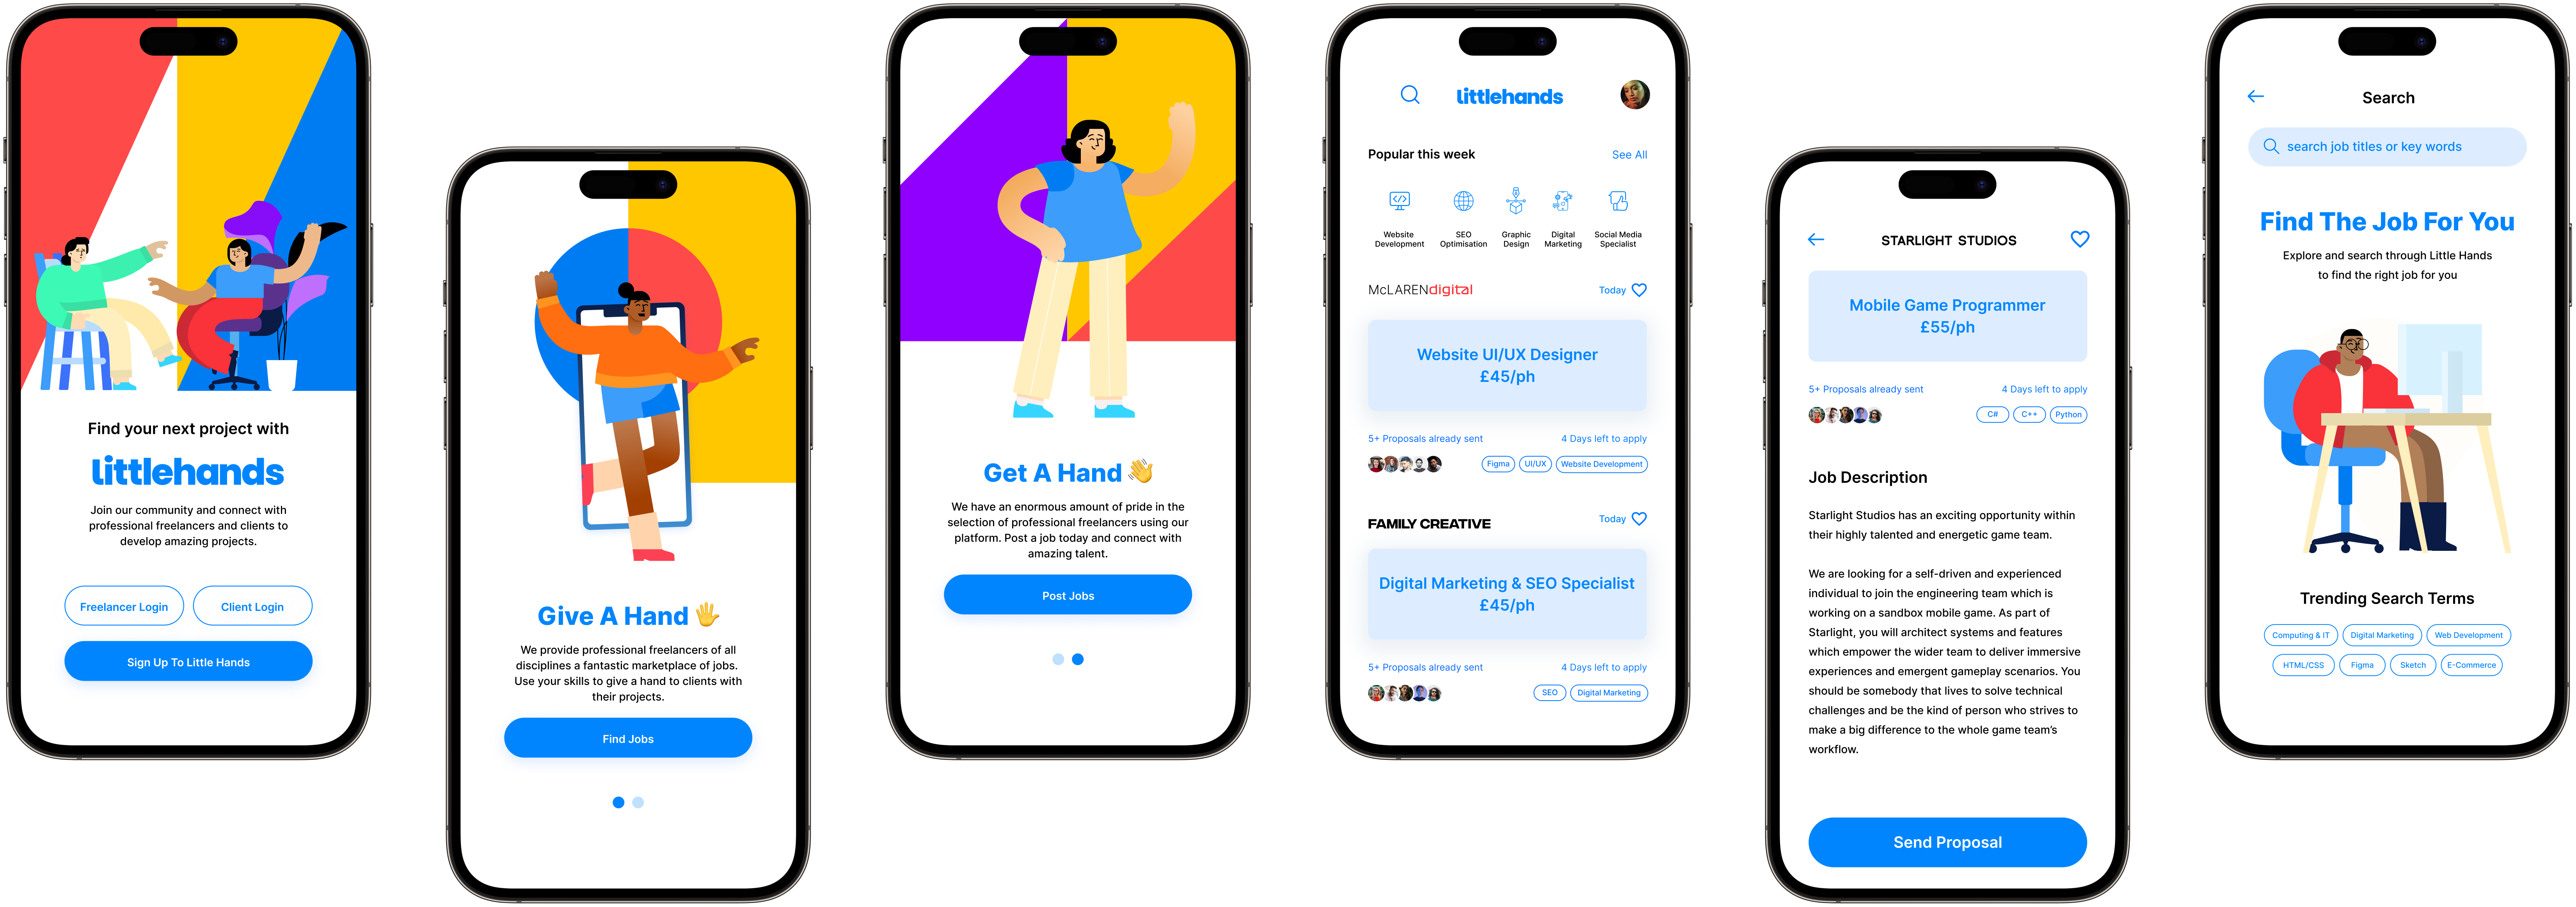 Find your next project with
littlehands
Join our community and connect with
professional freelancers and clients to
develop amazing projects.
Freelancer Login
Client Login
Sign Up To Little Hands
Give A Hand 🖐
We provide professional freelancers of all
disciplines a fantastic marketplace of jobs.
Use your skills to give a hand to clients with
their projects.
Find Jobs
Get A Hand 👋
We have an enormous amount of pride in the
selection of professional freelancers using our
platform. Post a job today and connect with
amazing talent.
Post Jobs
littlehands
Popular this week
See All
Website
Development
SEO
Optimisation
Graphic
Design
Digital
Marketing
Social Media
Specialist
McLARENdigital
Today
Website UI/UX Designer
£45/ph
5+ Proposals already sent
4 Days left to apply
Figma
UI/UX
Website Development
FAMILY CREATIVE
Today
Digital Marketing & SEO Specialist
£45/ph
5+ Proposals already sent
4 Days left to apply
SEO
Digital Marketing
STARLIGHT STUDIOS
Mobile Game Programmer
£55/ph
5+ Proposals already sent
4 Days left to apply
C#
C++
Python
Job Description
Starlight Studios has an exciting opportunity within
their highly talented and energetic game team.
We are looking for a self-driven and experienced
individual to join the engineering team which is
working on a sandbox mobile game. As part of
Starlight, you will architect systems and features
which empower the wider team to deliver immersive
experiences and emergent gameplay scenarios. You
should be somebody that lives to solve technical
challenges and be the kind of person who strives to
make a big difference to the whole game team's
workflow.
Send Proposal
Search
search job titles or key words
Find The Job For You
Explore and search through Little Hands
to find the right job for you
Trending Search Terms
Computing & IT
Digital Marketing
Web Development
HTML/CSS
Figma
Sketch
E-Commerce